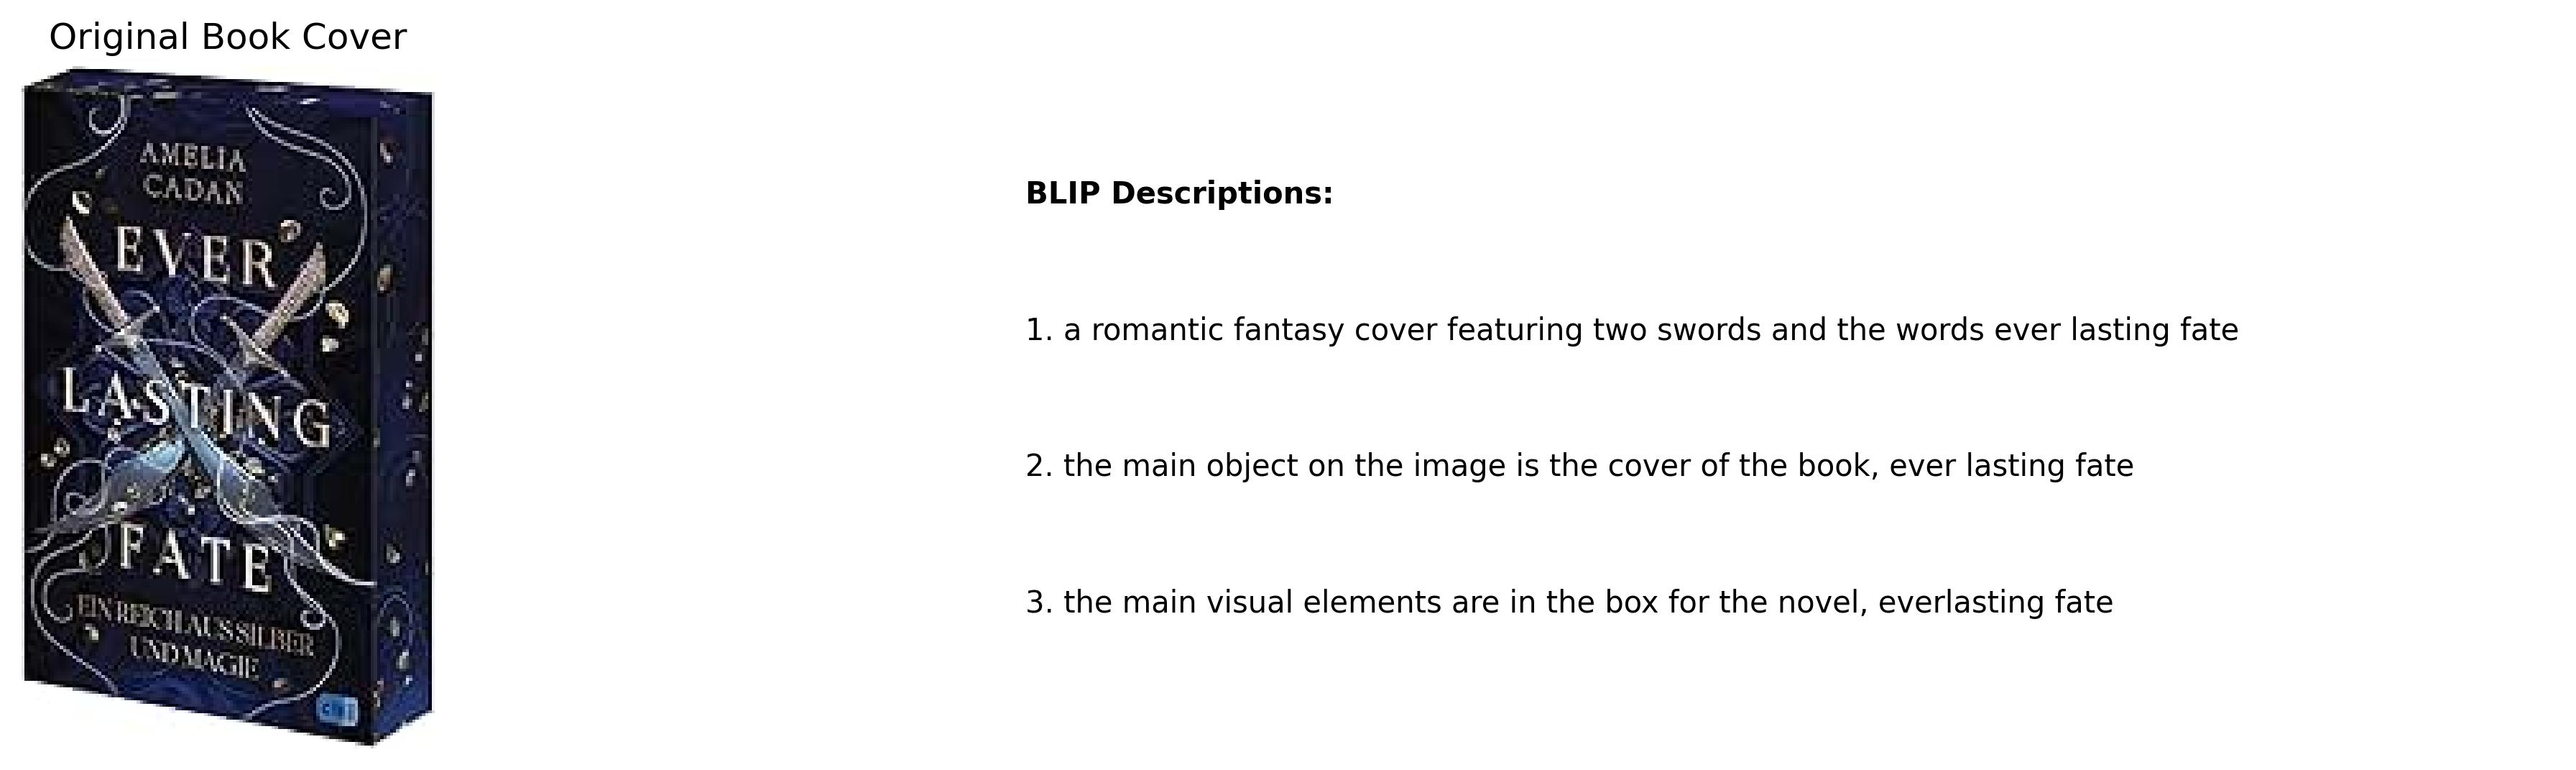 Original Book Cover
AMELIA
CADAN
EVER
LASTING
FATE
EIN REICH AUS SILBER
UND MAGIE
cbj
BLIP Descriptions:
1. a romantic fantasy cover featuring two swords and the words ever lasting fate
2. the main object on the image is the cover of the book, ever lasting fate
3. the main visual elements are in the box for the novel, everlasting fate